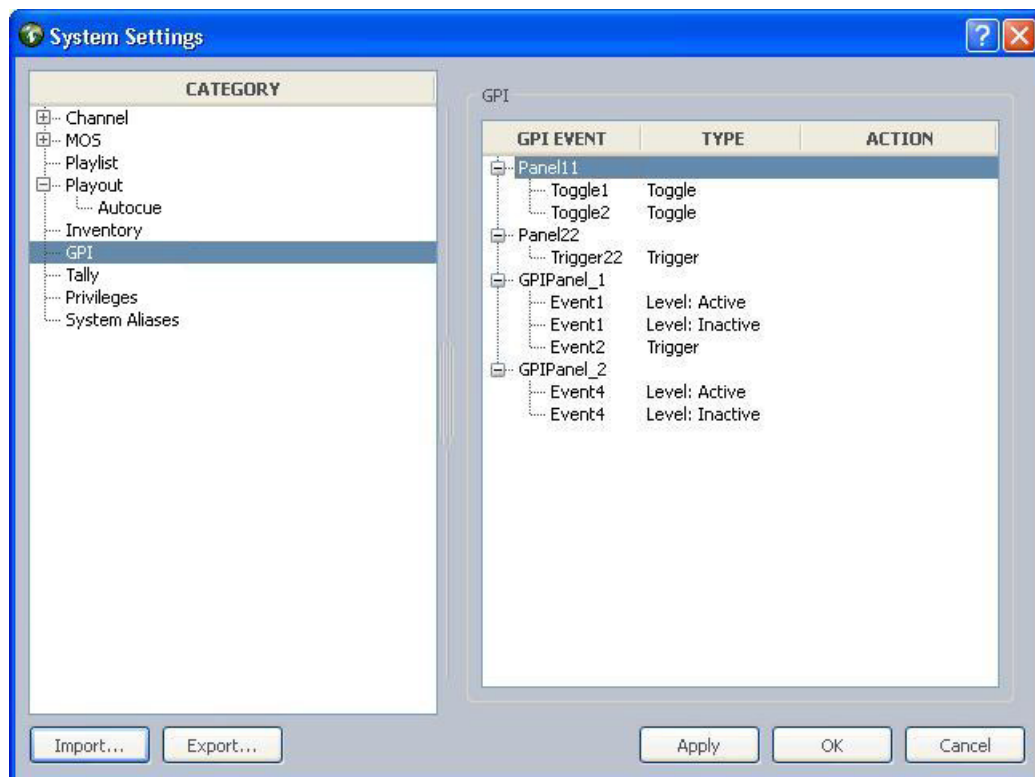 System Settings
CATEGORY
Channel
MOS
Playlist
Playout
Autocue
Inventory
GPI
Tally
Privileges
System Aliases
GPI
GPI EVENT TYPE ACTION
Panel11
Toggle1 Toggle
Toggle2 Toggle
Panel22
Trigger22 Trigger
GPIPanel_1
Event1 Level: Active
Event1 Level: Inactive
Event2 Trigger
GPIPanel_2
Event4 Level: Active
Event4 Level: Inactive
Import... Export... Apply OK Cancel